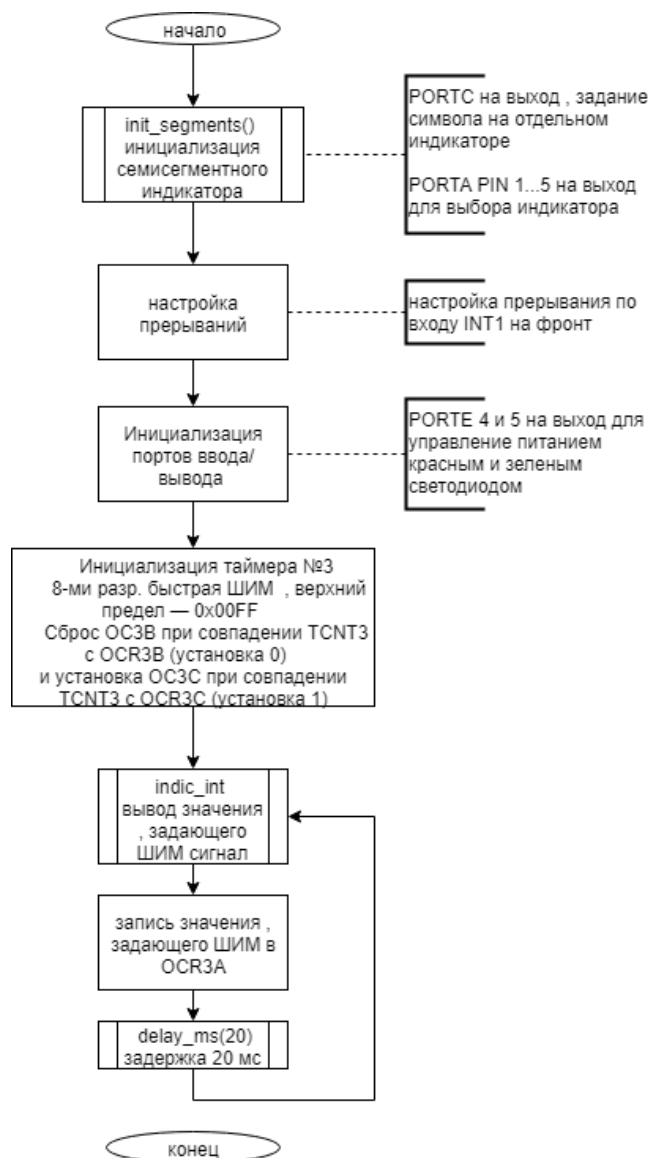 начало
init_segments()
инициализация
семисегментного
индикатора
PORTC на выход , задание
символа на отдельном
индикаторе
PORTA PIN 1...5 на выход
для выбора индикатора
настройка
прерываний
настройка прерывания по
входу INT1 на фронт
Инициализация
портов ввода/
вывода
PORTE 4 и 5 на выход для
управление питанием
красным и зеленым
светодиодом
Инициализация таймера №3
8-ми разр. быстрая ШИМ , верхний
предел — 0x00FF
Сброс OC3B при совпадении TCNT3
с OCR3B (установка 0)
и установка OC3C при совпадении
TCNT3 с OCR3C (установка 1)
indic_int
вывод значения
, задающего
ШИМ сигнал
запись значения ,
задающего ШИМ в
OCR3A
delay_ms(20)
задержка 20 мс
конец